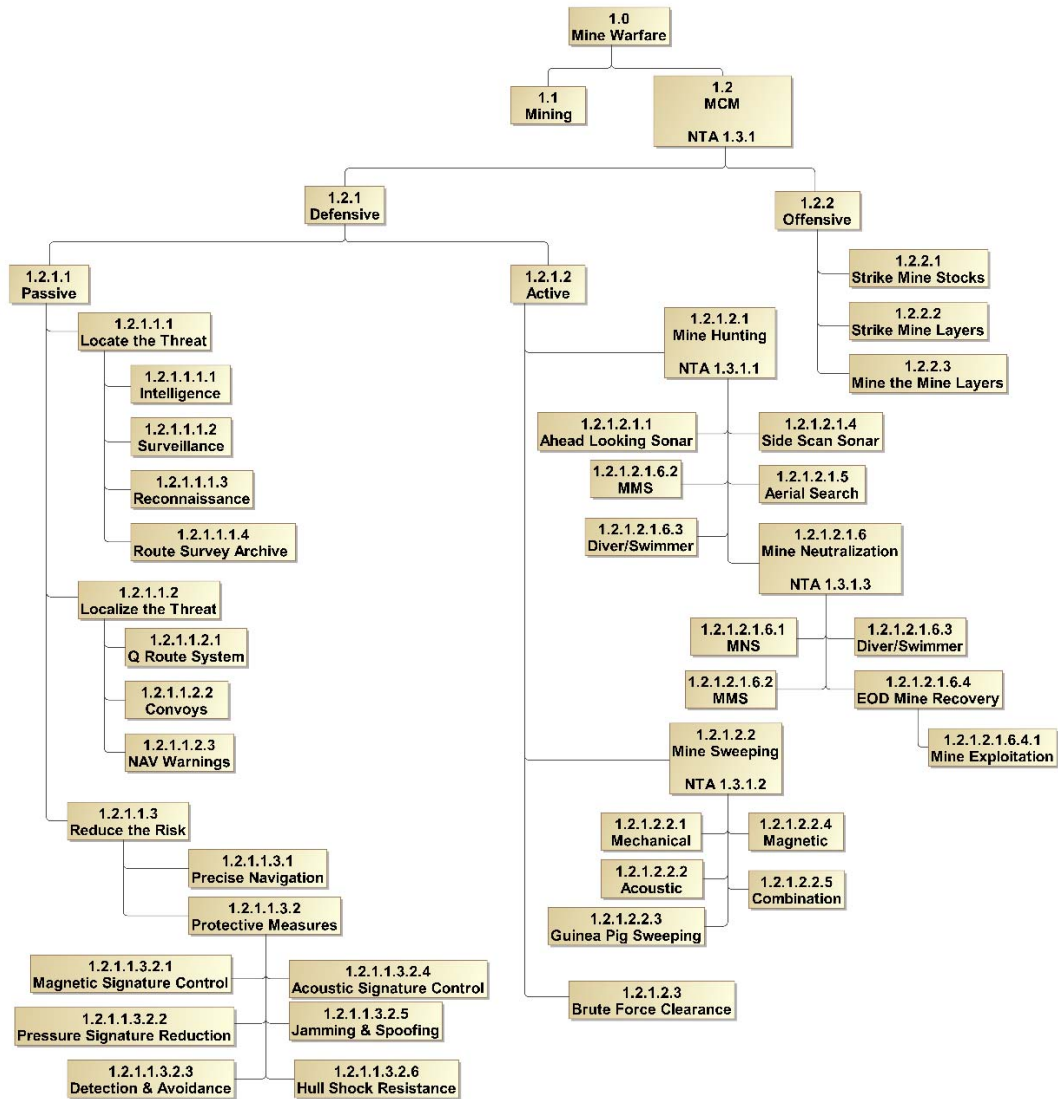 1.0
Mine Warfare
1.1
Mining
1.2
MCM
NTA 1.3.1
1.2.1
Defensive
1.2.2
Offensive
1.2.2.1
Strike Mine Stocks
1.2.2.2
Strike Mine Layers
1.2.2.3
Mine the Mine Layers
1.2.1.1
Passive
1.2.1.1.1
Locate the Threat
1.2.1.1.1.1
Intelligence
1.2.1.1.1.2
Surveillance
1.2.1.1.1.3
Reconnaissance
1.2.1.1.1.4
Route Survey Archive
1.2.1.1.2
Localize the Threat
1.2.1.1.2.1
Q Route System
1.2.1.1.2.2
Convoys
1.2.1.1.2.3
NAV Warnings
1.2.1.1.3
Reduce the Risk
1.2.1.1.3.1
Precise Navigation
1.2.1.1.3.2
Protective Measures
1.2.1.1.3.2.1
Magnetic Signature Control
1.2.1.1.3.2.4
Acoustic Signature Control
1.2.1.1.3.2.2
Pressure Signature Reduction
1.2.1.1.3.2.5
Jamming & Spoofing
1.2.1.1.3.2.3
Detection & Avoidance
1.2.1.1.3.2.6
Hull Shock Resistance
1.2.1.2
Active
1.2.1.2.1
Mine Hunting
NTA 1.3.1.1
1.2.1.2.1.1
Ahead Looking Sonar
1.2.1.2.1.4
Side Scan Sonar
1.2.1.2.1.6.2
MMS
1.2.1.2.1.5
Aerial Search
1.2.1.2.1.6.3
Diver/Swimmer
1.2.1.2.1.6
Mine Neutralization
NTA 1.3.1.3
1.2.1.2.1.6.1
MNS
1.2.1.2.1.6.3
Diver/Swimmer
1.2.1.2.1.6.2
MMS
1.2.1.2.1.6.4
EOD Mine Recovery
1.2.1.2.1.6.4.1
Mine Exploitation
1.2.1.2.2
Mine Sweeping
NTA 1.3.1.2
1.2.1.2.2.1
Mechanical
1.2.1.2.2.4
Magnetic
1.2.1.2.2.2
Acoustic
1.2.1.2.2.5
Combination
1.2.1.2.2.3
Guinea Pig Sweeping
1.2.1.2.3
Brute Force Clearance